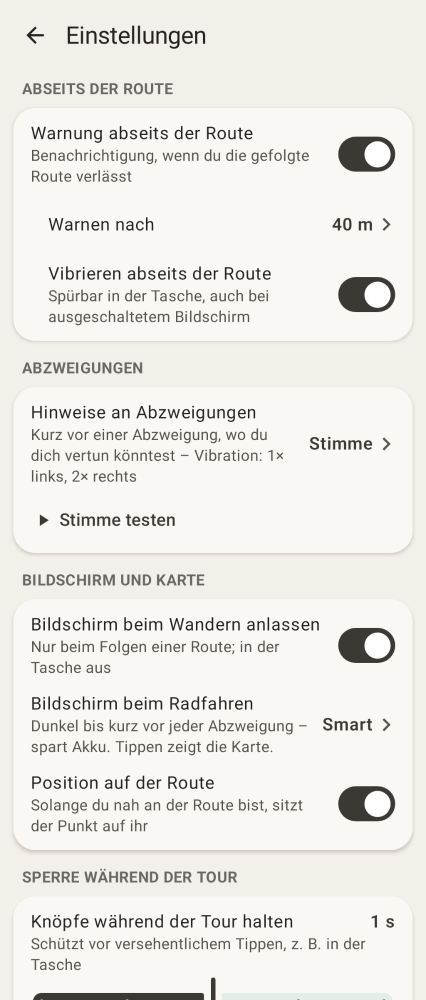 Einstellungen
ABSEITS DER ROUTE
Warnung abseits der Route
Benachrichtigung, wenn du die gefolgte
Route verlässt
Warnen nach
40 m
Vibrieren abseits der Route
Spürbar in der Tasche, auch bei
ausgeschaltetem Bildschirm
ABZWEIGUNGEN
Hinweise an Abzweigungen
Kurz vor einer Abzweigung, wo du
dich vertun könntest – Vibration: 1×
links, 2× rechts
Stimme
Stimme testen
BILDSCHIRM UND KARTE
Bildschirm beim Wandern anlassen
Nur beim Folgen einer Route; in der
Tasche aus
Bildschirm beim Radfahren
Dunkel bis kurz vor jeder Abzweigung –
spart Akku. Tippen zeigt die Karte.
Smart
Position auf der Route
Solange du nah an der Route bist, sitzt
der Punkt auf ihr
SPERRE WÄHREND DER TOUR
Knöpfe während der Tour halten
1 s
Schützt vor versehentlichem Tippen, z. B. in der
Tasche